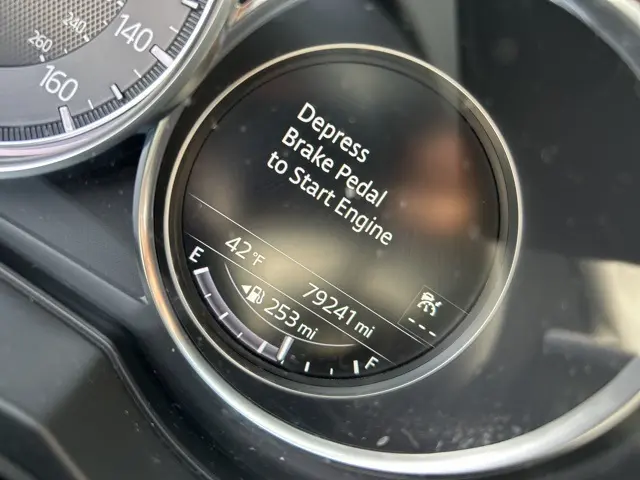 240
260
140
160
Depress
Brake Pedal
to Start Engine
42 °F
79241 mi
---
E
253 mi
F